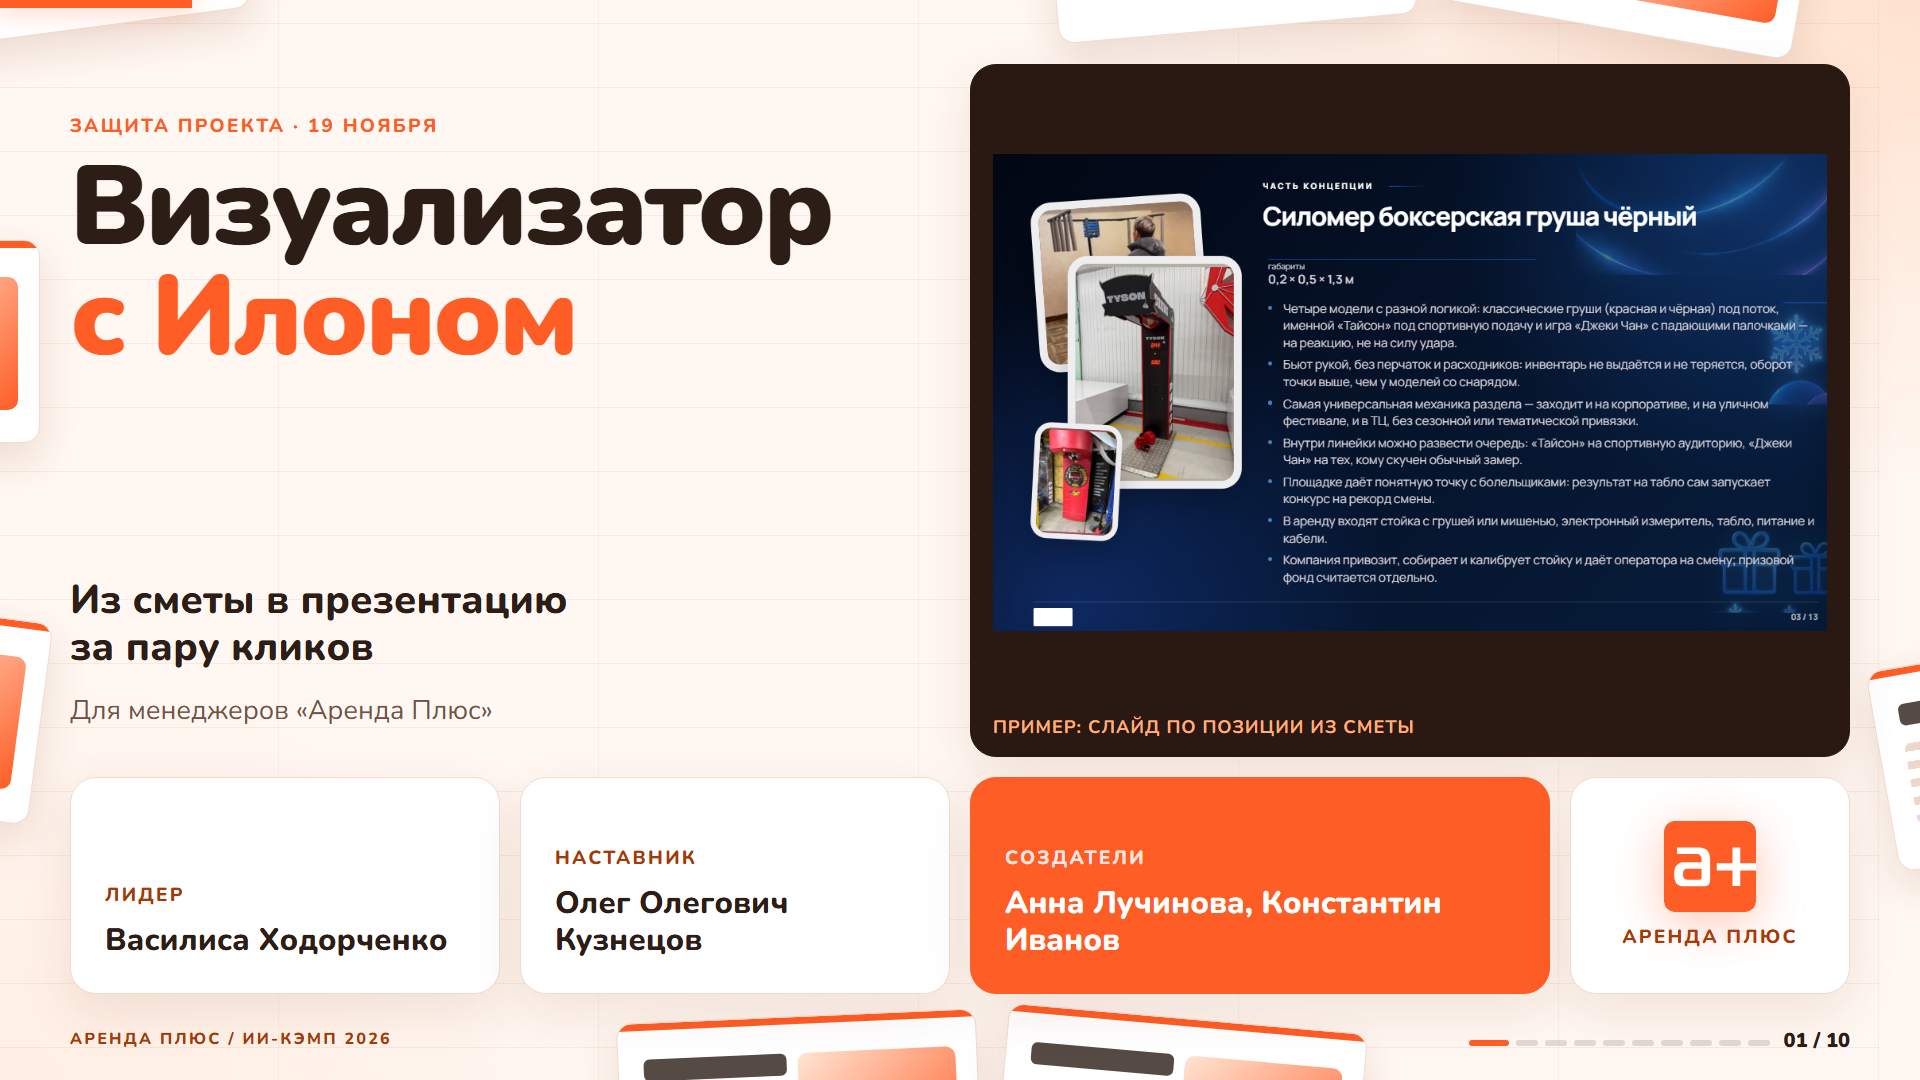 ЗАЩИТА ПРОЕКТА · 19 НОЯБРЯ
Визуализатор
с Илоном
Из сметы в презентацию
за пару кликов
Для менеджеров «Аренда Плюс»
ЧАСТЬ КОНЦЕПЦИИ
Силомер боксерская груша чёрный
габариты
0,2 × 0,5 × 1,3 м
• Четыре модели с разной логикой: классические груши (красная и чёрная) под поток,
именной «Тайсон» под спортивную подачу и игра «Джеки Чан» с падающими палочками —
на реакцию, не на силу удара.
• Бьют рукой, без перчаток и расходников: инвентарь не выдаётся и не теряется, оборот
точки выше, чем у моделей со снарядом.
• Самая универсальная механика раздела — заходит и на корпоративе, и на уличном
фестивале, и в ТЦ, без сезонной или тематической привязки.
• Внутри линейки можно развести очередь: «Тайсон» на спортивную аудиторию, «Джеки
Чан» на тех, кому скучен обычный замер.
• Площадке даёт понятную точку с болельщиками: результат на табло сам запускает
конкурс на рекорд смены.
• В аренду входят стойка с грушей или мишенью, электронный измеритель, табло, питание и
кабели.
• Компания привозит, собирает и калибрует стойку и даёт оператора на смену; призовой
фонд считается отдельно.
TYSON
TYSON
03 / 13
ПРИМЕР: СЛАЙД ПО ПОЗИЦИИ ИЗ СМЕТЫ
ЛИДЕР
Василиса Ходорченко
НАСТАВНИК
Олег Олегович
Кузнецов
СОЗДАТЕЛИ
Анна Лучинова, Константин
Иванов
a+
АРЕНДА ПЛЮС
АРЕНДА ПЛЮС / ИИ-КЭМП 2026
01 / 10